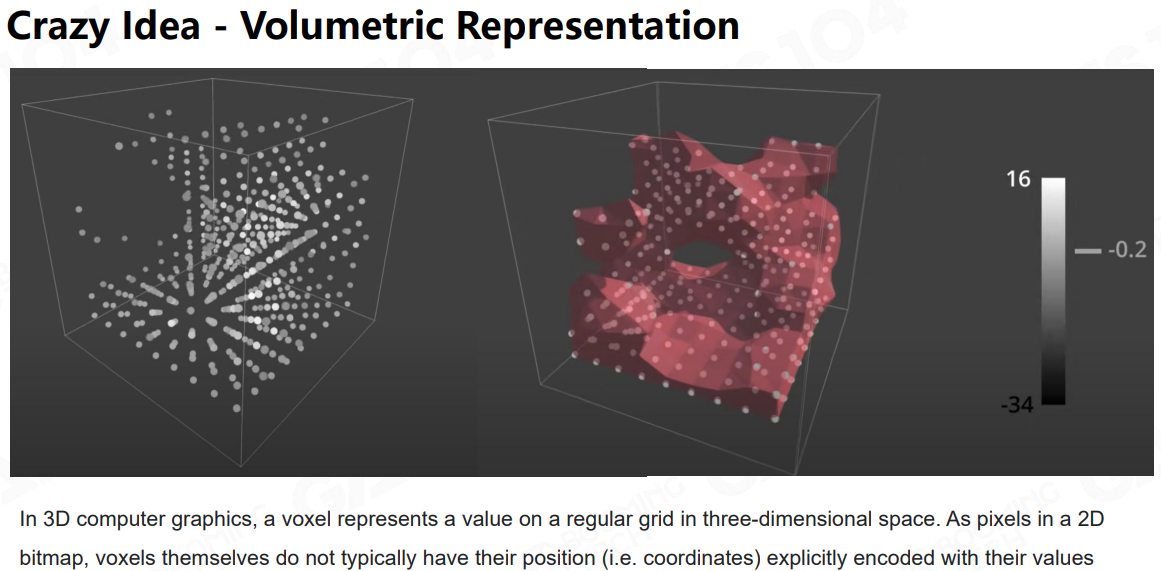 Crazy Idea - Volumetric Representation
16
-0.2
-34
In 3D computer graphics, a voxel represents a value on a regular grid in three-dimensional space. As pixels in a 2D
bitmap, voxels themselves do not typically have their position (i.e. coordinates) explicitly encoded with their values